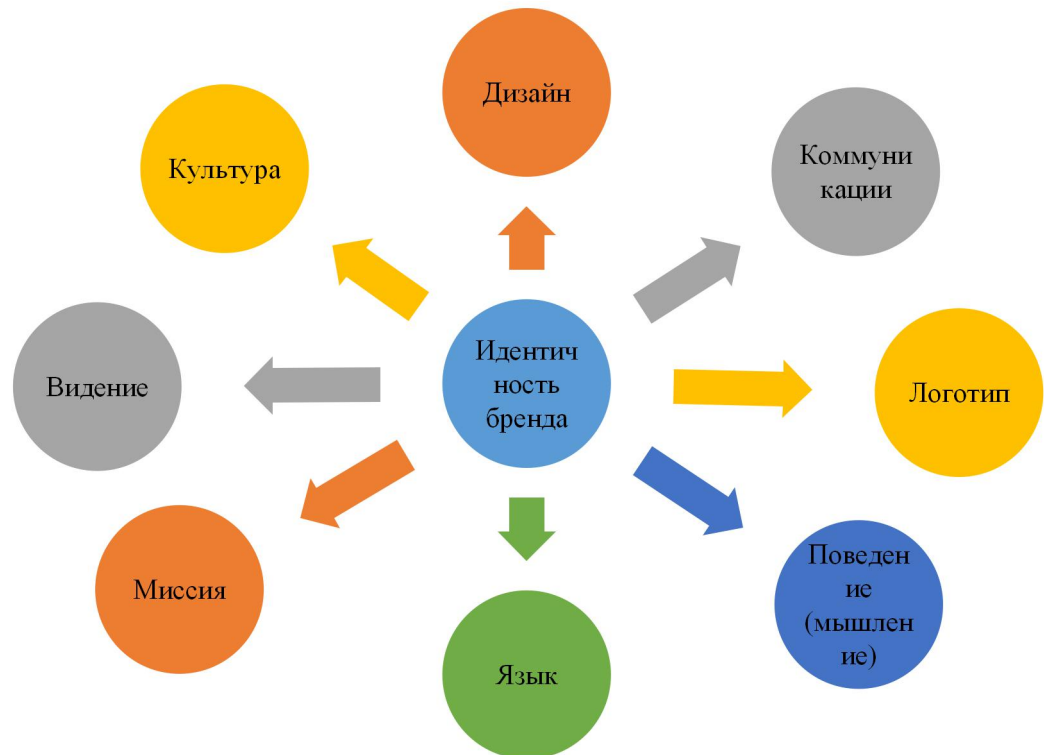 Дизайн
Культура
Коммуни
кации
Идентич
ность
бренда
Видение
Логотип
Миссия
Поведен
ие
(мышлен
ие)
Язык